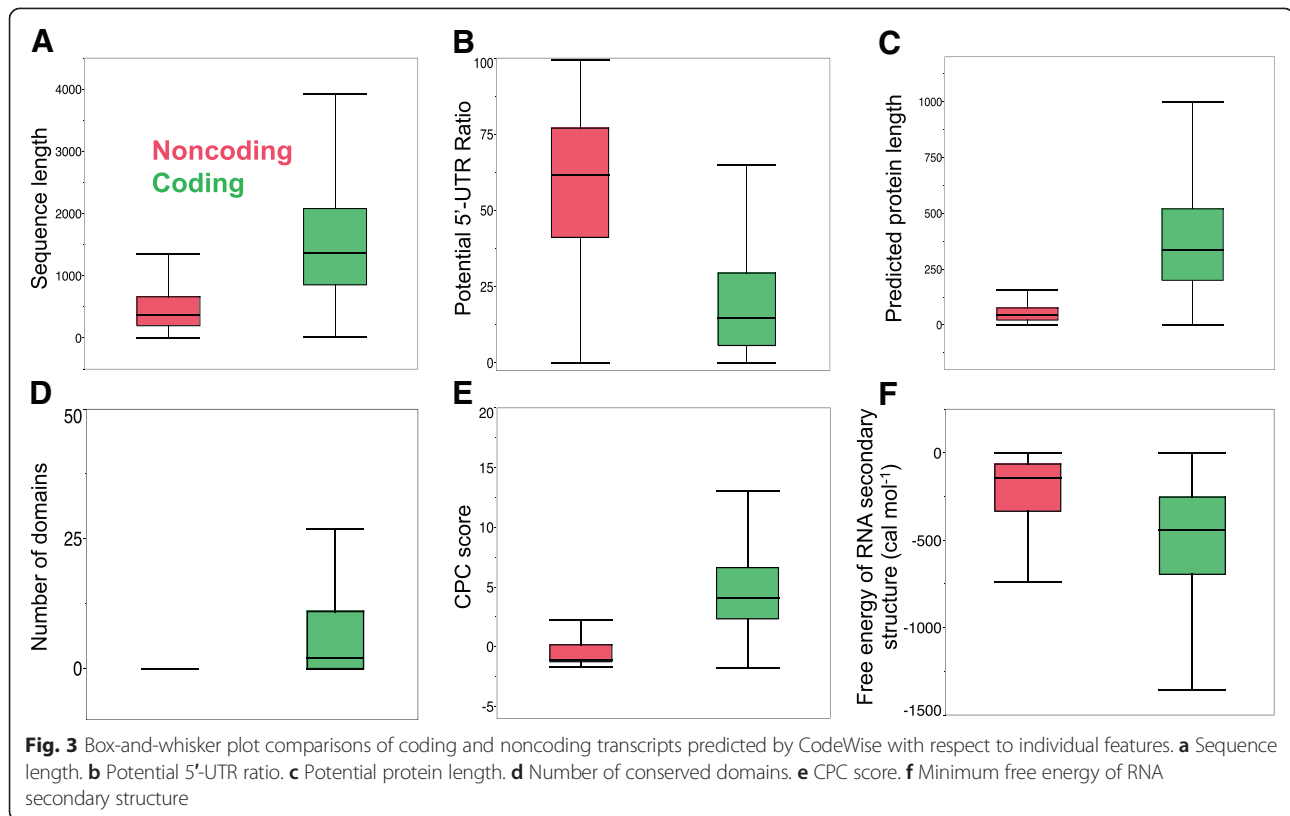 A
Sequence length
4000
3000
2000
1000
0
Noncoding
Coding
B
Potential 5'-UTR Ratio
100
75
50
25
0
C
Predicted protein length
1000
750
500
250
0
D
Number of domains
50
25
0
E
CPC score
20
15
10
5
0
-5
F
Free energy of RNA secondary
structure (cal mol⁻¹)
0
-500
-1000
-1500
Fig. 3 Box-and-whisker plot comparisons of coding and noncoding transcripts predicted by CodeWise with respect to individual features. a Sequence
length. b Potential 5′-UTR ratio. c Potential protein length. d Number of conserved domains. e CPC score. f Minimum free energy of RNA
secondary structure